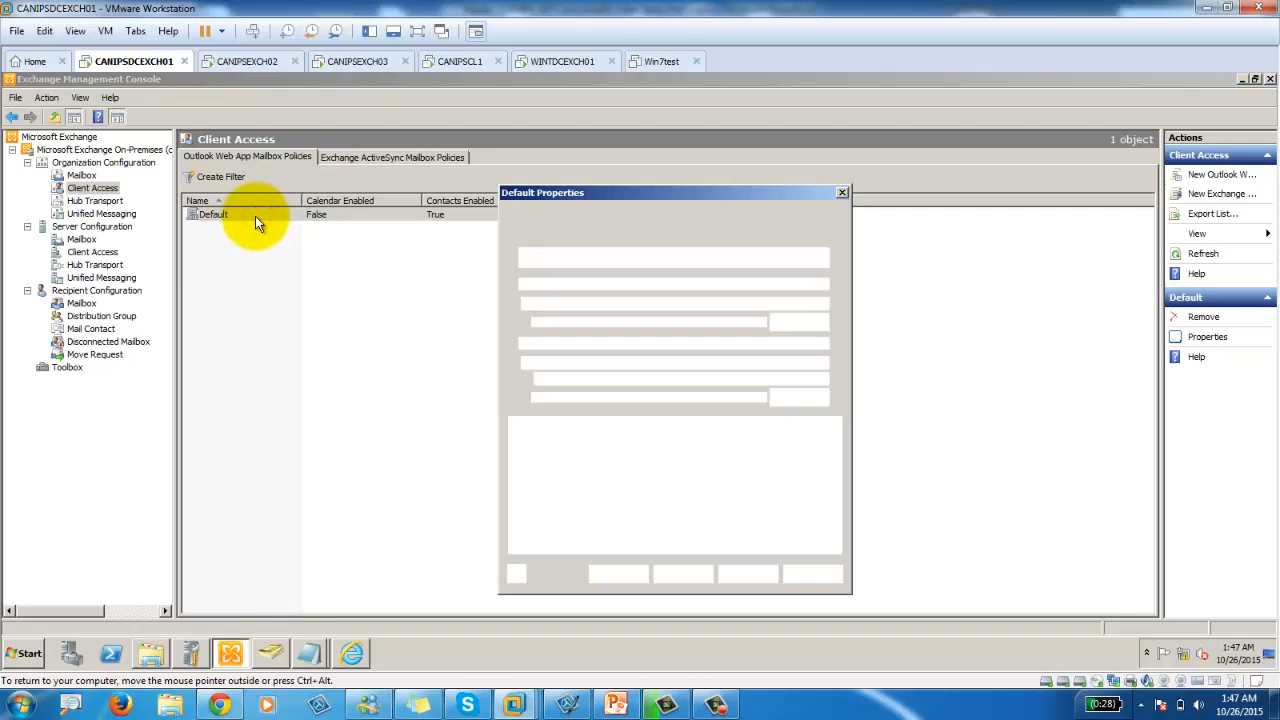 CANIPSDCEXCH01 - VMware Workstation
File Edit View VM Tabs Help
Home CANIPSDCEXCH01 CANIPSEXCH02 CANIPSEXCH03 CANIPSCL1 WINTDCEXCH01 Win7test
Exchange Management Console
File Action View Help
Microsoft Exchange
Microsoft Exchange On-Premises (c
Organization Configuration
Mailbox
Client Access
Hub Transport
Unified Messaging
Server Configuration
Mailbox
Client Access
Hub Transport
Unified Messaging
Recipient Configuration
Mailbox
Distribution Group
Mail Contact
Disconnected Mailbox
Move Request
Toolbox
Client Access 1 object
Outlook Web App Mailbox Policies Exchange ActiveSync Mailbox Policies
Create Filter
Name Calendar Enabled Contacts Enabled
Default False True
Default Properties
Actions
Client Access
New Outlook W...
New Exchange ...
Export List...
View
Refresh
Help
Default
Remove
Properties
Help
Start
1:47 AM
10/26/2015
To return to your computer, move the mouse pointer outside or press Ctrl+Alt.
(0:28)
1:47 AM
10/26/2015